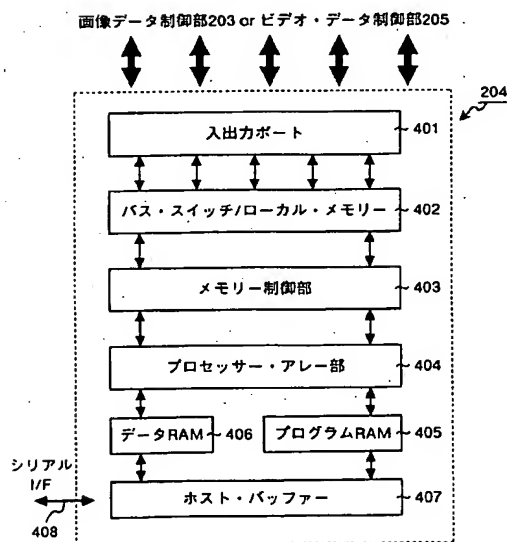 画像データ制御部203 or ビデオ・データ制御部205
204
入出力ポート
401
バス・スイッチ/ローカル・メモリー
402
メモリー制御部
403
プロセッサー・アレー部
404
データRAM
406
プログラムRAM
405
シリアル
I/F
408
ホスト・バッファー
407